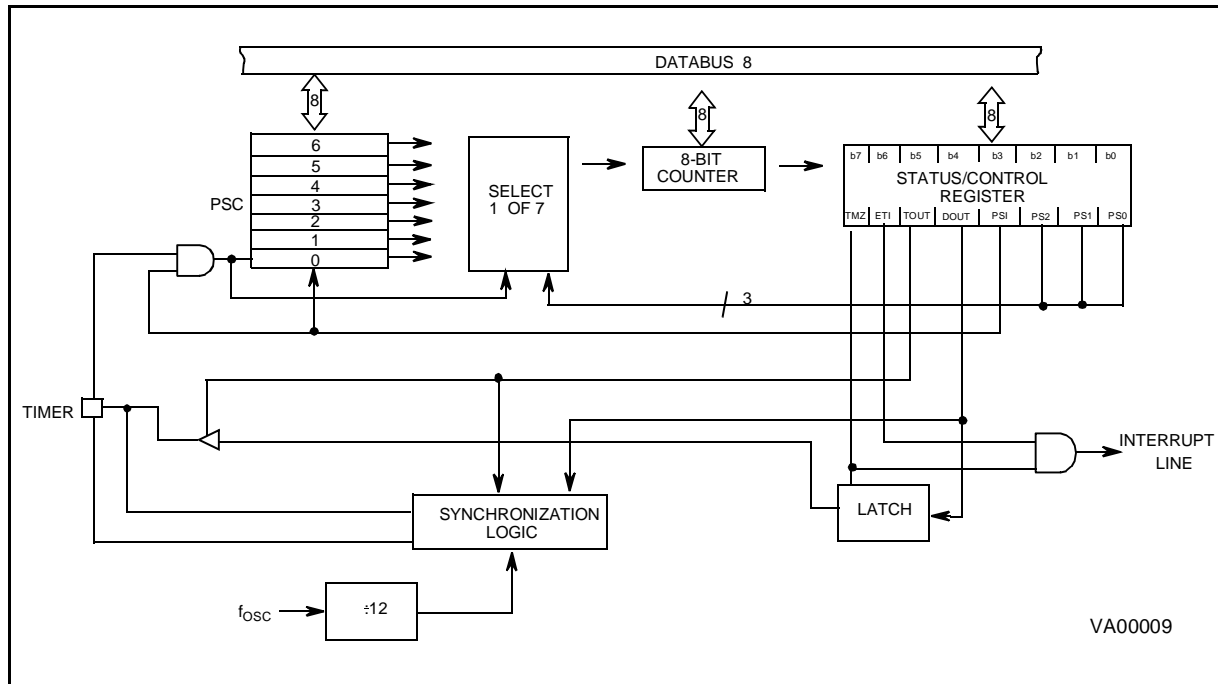 DATABUS 8
8
8
8
6
5
4
3
2
1
0
PSC
SELECT
1 OF 7
8-BIT
COUNTER
b7 b6 b5 b4 b3 b2 b1 b0
STATUS/CONTROL
REGISTER
TMZ ETI TOUT DOUT PSI PS2 PS1 PS0
3
TIMER
INTERRUPT
LINE
SYNCHRONIZATION
LOGIC
LATCH
fOSC
÷12
VA00009